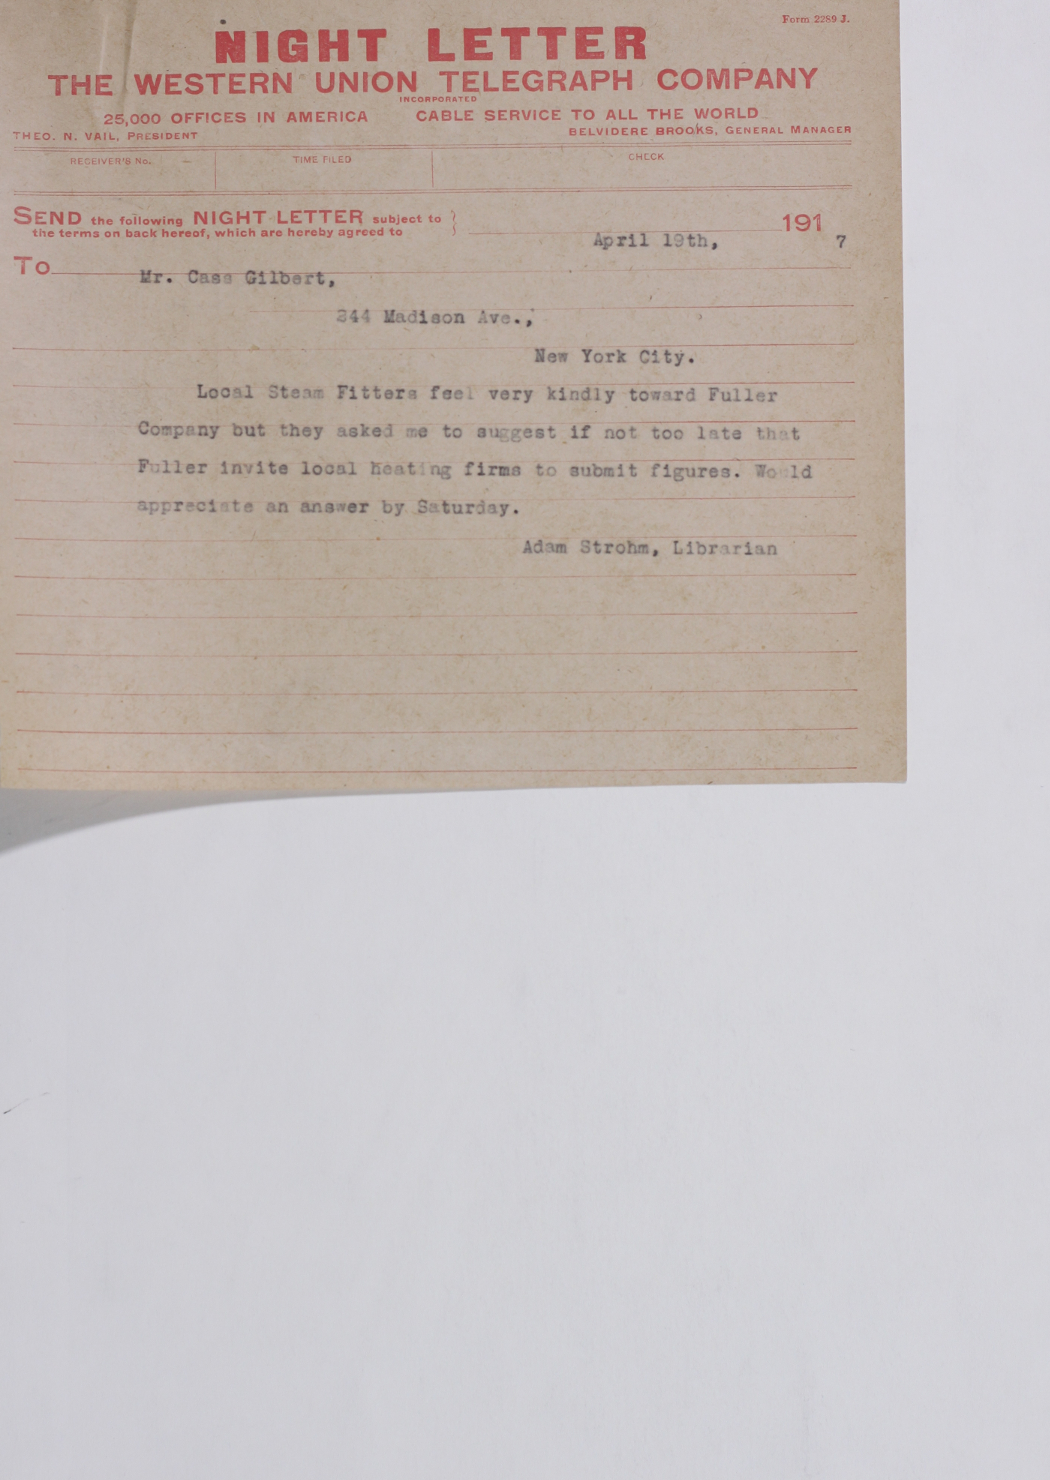 Form 2289 J.
NIGHT LETTER
THE WESTERN UNION TELEGRAPH COMPANY
INCORPORATED
25,000 OFFICES IN AMERICA CABLE SERVICE TO ALL THE WORLD
THEO. N. VAIL, PRESIDENT BELVIDERE BROOKS, GENERAL MANAGER
RECEIVER'S No. TIME FILED CHECK
SEND the following NIGHT LETTER subject to
the terms on back hereof, which are hereby agreed to
April 19th, 1917
To Mr. Cass Gilbert,
244 Madison Ave.,
New York City.
Local Steam Fitters feel very kindly toward Fuller
Company but they asked me to suggest if not too late that
Fuller invite local heating firms to submit figures. Would
appreciate an answer by Saturday.
Adam Strohm, Librarian